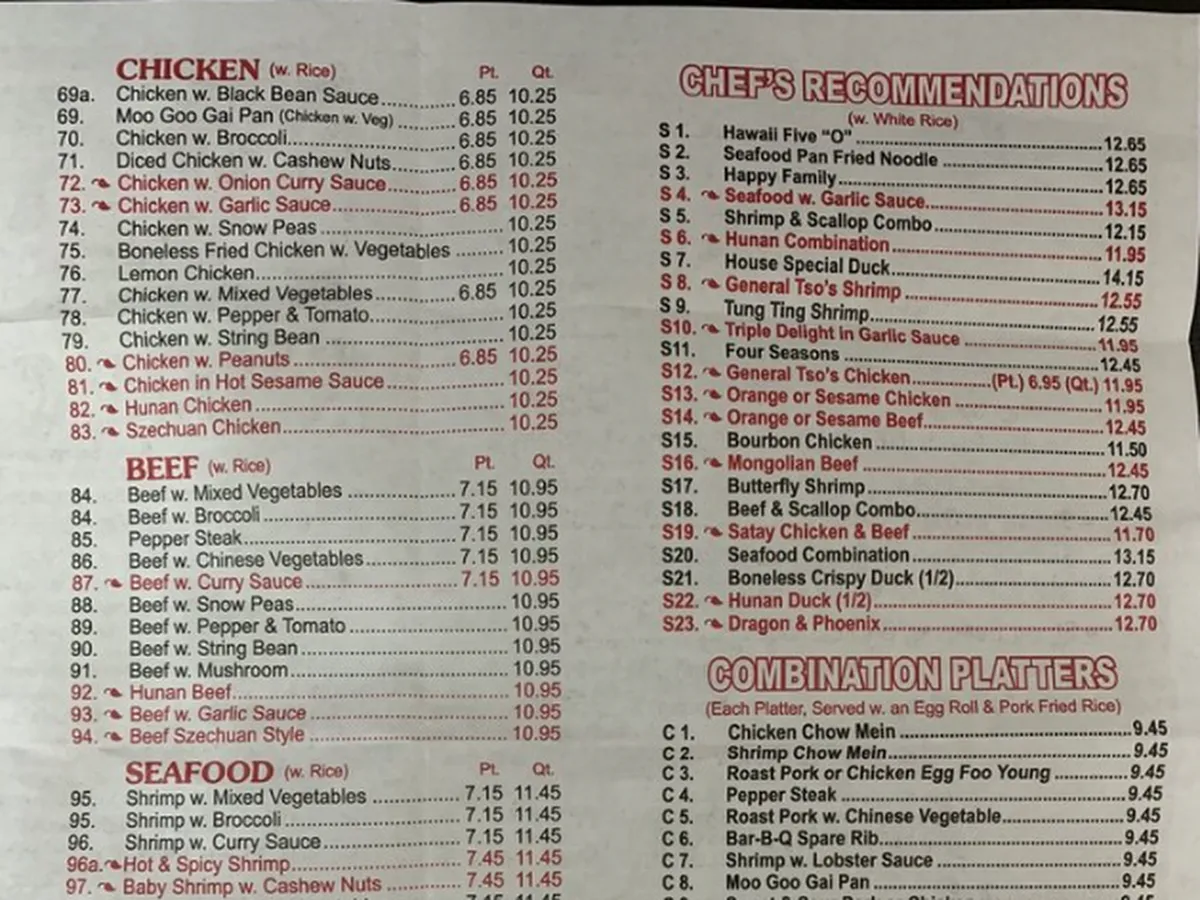 CHICKEN (w. Rice) Pt. Qt.
69a. Chicken w. Black Bean Sauce 6.85 10.25
69. Moo Goo Gai Pan (Chicken w. Veg) 6.85 10.25
70. Chicken w. Broccoli 6.85 10.25
71. Diced Chicken w. Cashew Nuts 6.85 10.25
72. Chicken w. Onion Curry Sauce 6.85 10.25
73. Chicken w. Garlic Sauce 6.85 10.25
74. Chicken w. Snow Peas 10.25
75. Boneless Fried Chicken w. Vegetables 10.25
76. Lemon Chicken 10.25
77. Chicken w. Mixed Vegetables 6.85 10.25
78. Chicken w. Pepper & Tomato 10.25
79. Chicken w. String Bean 10.25
80. Chicken w. Peanuts 6.85 10.25
81. Chicken in Hot Sesame Sauce 10.25
82. Hunan Chicken 10.25
83. Szechuan Chicken 10.25
BEEF (w. Rice) Pt. Qt.
84. Beef w. Mixed Vegetables 7.15 10.95
84. Beef w. Broccoli 7.15 10.95
85. Pepper Steak 7.15 10.95
86. Beef w. Chinese Vegetables 7.15 10.95
87. Beef w. Curry Sauce 7.15 10.95
88. Beef w. Snow Peas 10.95
89. Beef w. Pepper & Tomato 10.95
90. Beef w. String Bean 10.95
91. Beef w. Mushroom 10.95
92. Hunan Beef 10.95
93. Beef w. Garlic Sauce 10.95
94. Beef Szechuan Style 10.95
SEAFOOD (w. Rice) Pt. Qt.
95. Shrimp w. Mixed Vegetables 7.15 11.45
95. Shrimp w. Broccoli 7.15 11.45
96. Shrimp w. Curry Sauce 7.15 11.45
96a. Hot & Spicy Shrimp 7.45 11.45
97. Baby Shrimp w. Cashew Nuts 7.45 11.45
CHEF'S RECOMMENDATIONS
(w. White Rice)
S 1. Hawaii Five "O" 12.65
S 2. Seafood Pan Fried Noodle 12.65
S 3. Happy Family 12.65
S 4. Seafood w. Garlic Sauce 13.15
S 5. Shrimp & Scallop Combo 12.15
S 6. Hunan Combination 11.95
S 7. House Special Duck 14.15
S 8. General Tso's Shrimp 12.55
S 9. Tung Ting Shrimp 12.55
S10. Triple Delight in Garlic Sauce 11.95
S11. Four Seasons 12.45
S12. General Tso's Chicken (Pt.) 6.95 (Qt.) 11.95
S13. Orange or Sesame Chicken 11.95
S14. Orange or Sesame Beef 12.45
S15. Bourbon Chicken 11.50
S16. Mongolian Beef 12.45
S17. Butterfly Shrimp 12.70
S18. Beef & Scallop Combo 12.45
S19. Satay Chicken & Beef 11.70
S20. Seafood Combination 13.15
S21. Boneless Crispy Duck (1/2) 12.70
S22. Hunan Duck (1/2) 12.70
S23. Dragon & Phoenix 12.70
COMBINATION PLATTERS
(Each Platter, Served w. an Egg Roll & Pork Fried Rice)
C 1. Chicken Chow Mein 9.45
C 2. Shrimp Chow Mein 9.45
C 3. Roast Pork or Chicken Egg Foo Young 9.45
C 4. Pepper Steak 9.45
C 5. Roast Pork w. Chinese Vegetable 9.45
C 6. Bar-B-Q Spare Rib 9.45
C 7. Shrimp w. Lobster Sauce 9.45
C 8. Moo Goo Gai Pan 9.45